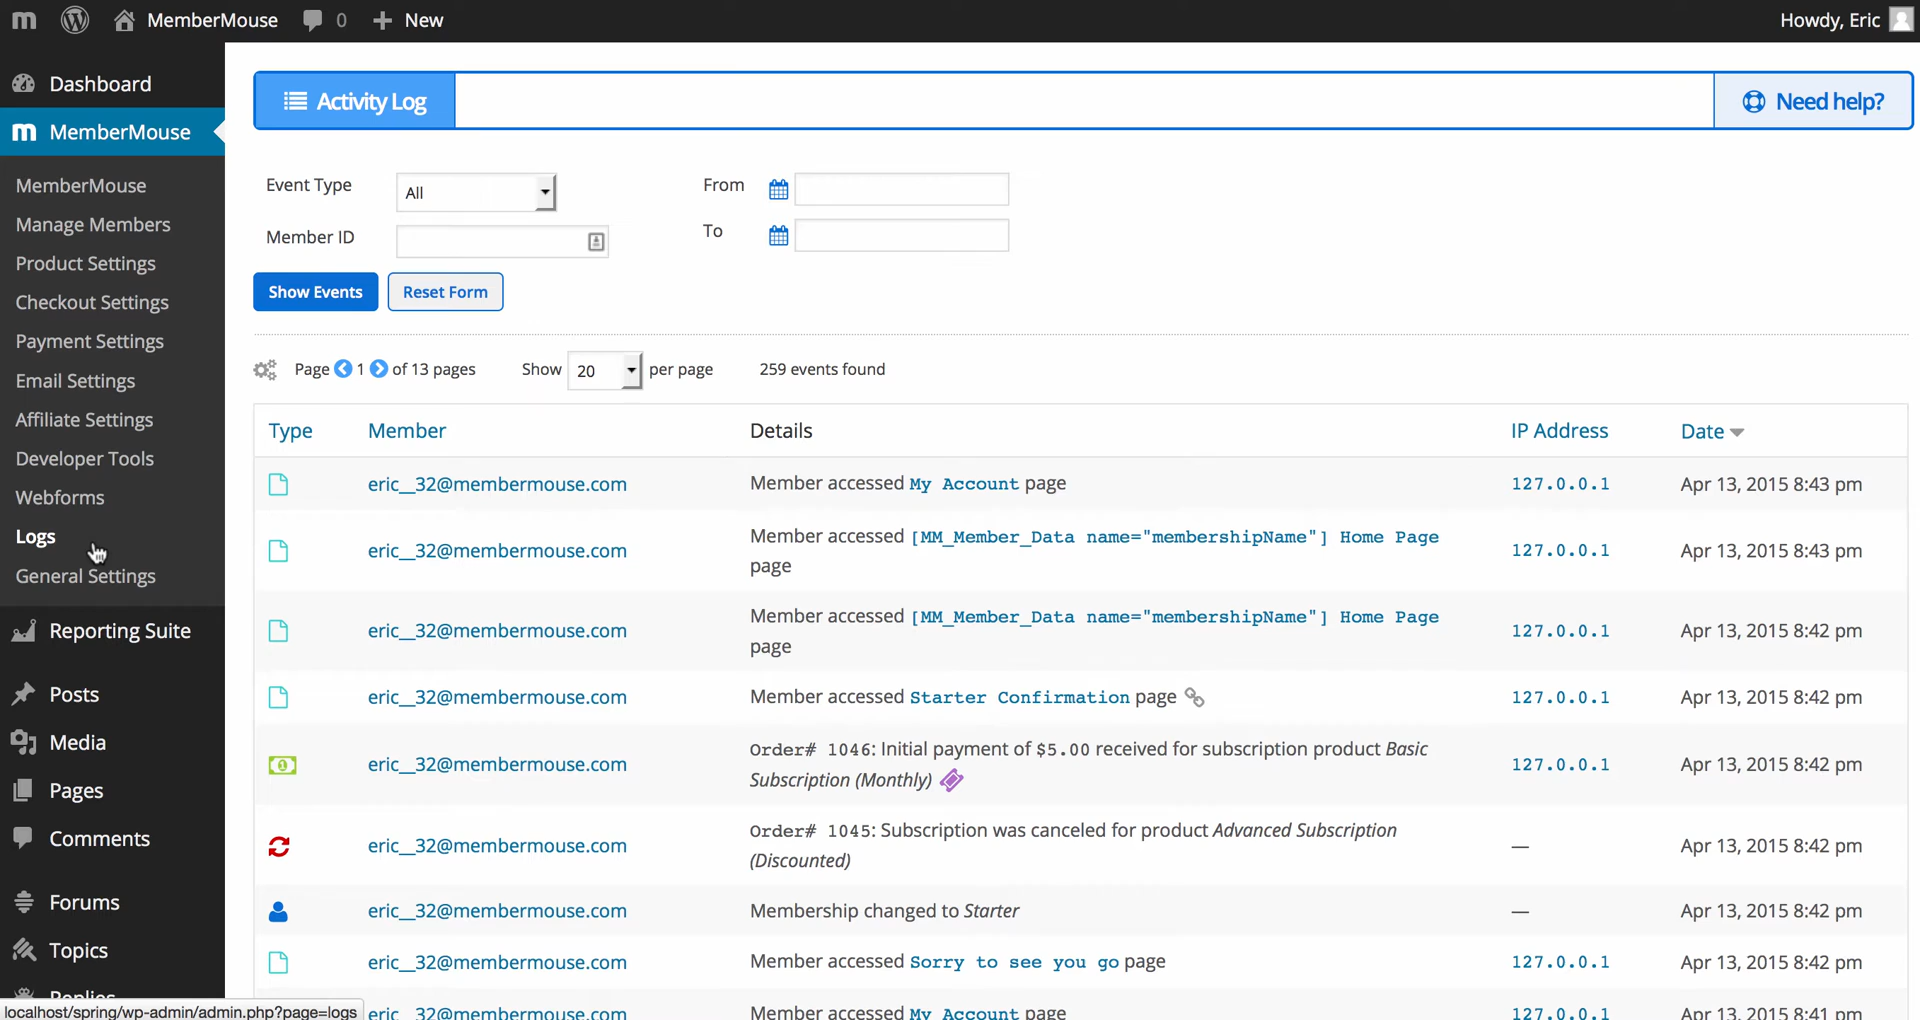 MemberMouse 0 New Howdy, Eric
Dashboard
MemberMouse
MemberMouse
Manage Members
Product Settings
Checkout Settings
Payment Settings
Email Settings
Affiliate Settings
Developer Tools
Webforms
Logs
General Settings
Reporting Suite
Posts
Media
Pages
Comments
Forums
Topics
Replies
Activity Log Need help?
Event Type All From
Member ID To
Show Events Reset Form
Page 1 of 13 pages Show 20 per page 259 events found
Type Member Details IP Address Date
eric__32@membermouse.com Member accessed My Account page 127.0.0.1 Apr 13, 2015 8:43 pm
eric__32@membermouse.com Member accessed [MM_Member_Data name="membershipName"] Home Page 127.0.0.1 Apr 13, 2015 8:43 pm
page
eric__32@membermouse.com Member accessed [MM_Member_Data name="membershipName"] Home Page 127.0.0.1 Apr 13, 2015 8:42 pm
page
eric__32@membermouse.com Member accessed Starter Confirmation page 127.0.0.1 Apr 13, 2015 8:42 pm
eric__32@membermouse.com Order# 1046: Initial payment of $5.00 received for subscription product Basic 127.0.0.1 Apr 13, 2015 8:42 pm
Subscription (Monthly)
eric__32@membermouse.com Order# 1045: Subscription was canceled for product Advanced Subscription — Apr 13, 2015 8:42 pm
(Discounted)
eric__32@membermouse.com Membership changed to Starter — Apr 13, 2015 8:42 pm
eric__32@membermouse.com Member accessed Sorry to see you go page 127.0.0.1 Apr 13, 2015 8:42 pm
eric__32@membermouse.com Member accessed My Account page 127.0.0.1 Apr 13, 2015 8:41 pm
localhost/spring/wp-admin/admin.php?page=logs